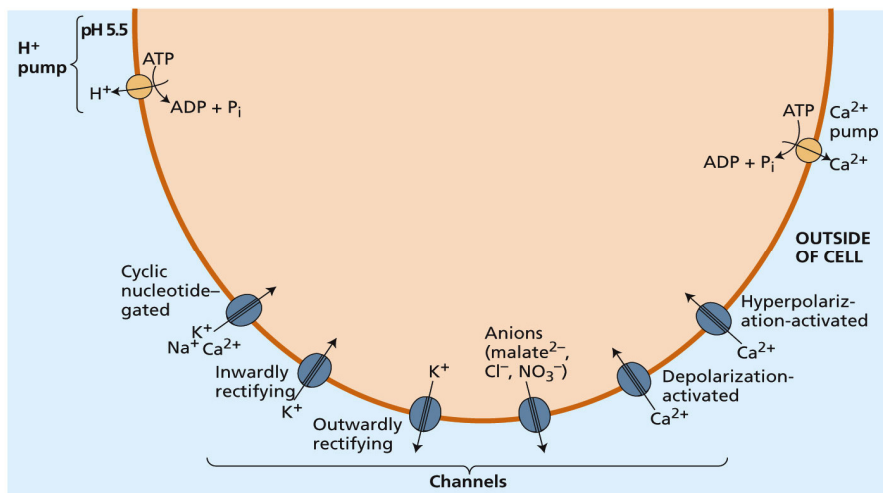 pH 5.5
H⁺
pump
ATP
H⁺
ADP + Pᵢ
ATP
Ca²⁺
pump
ADP + Pᵢ
Ca²⁺
OUTSIDE
OF CELL
Cyclic
nucleotide–
gated
K⁺
Na⁺ Ca²⁺
Inwardly
rectifying
K⁺
Outwardly
rectifying
K⁺
Anions
(malate²⁻,
Cl⁻, NO₃⁻)
Depolarization-
activated
Ca²⁺
Hyperpolariz-
ation-activated
Ca²⁺
Channels